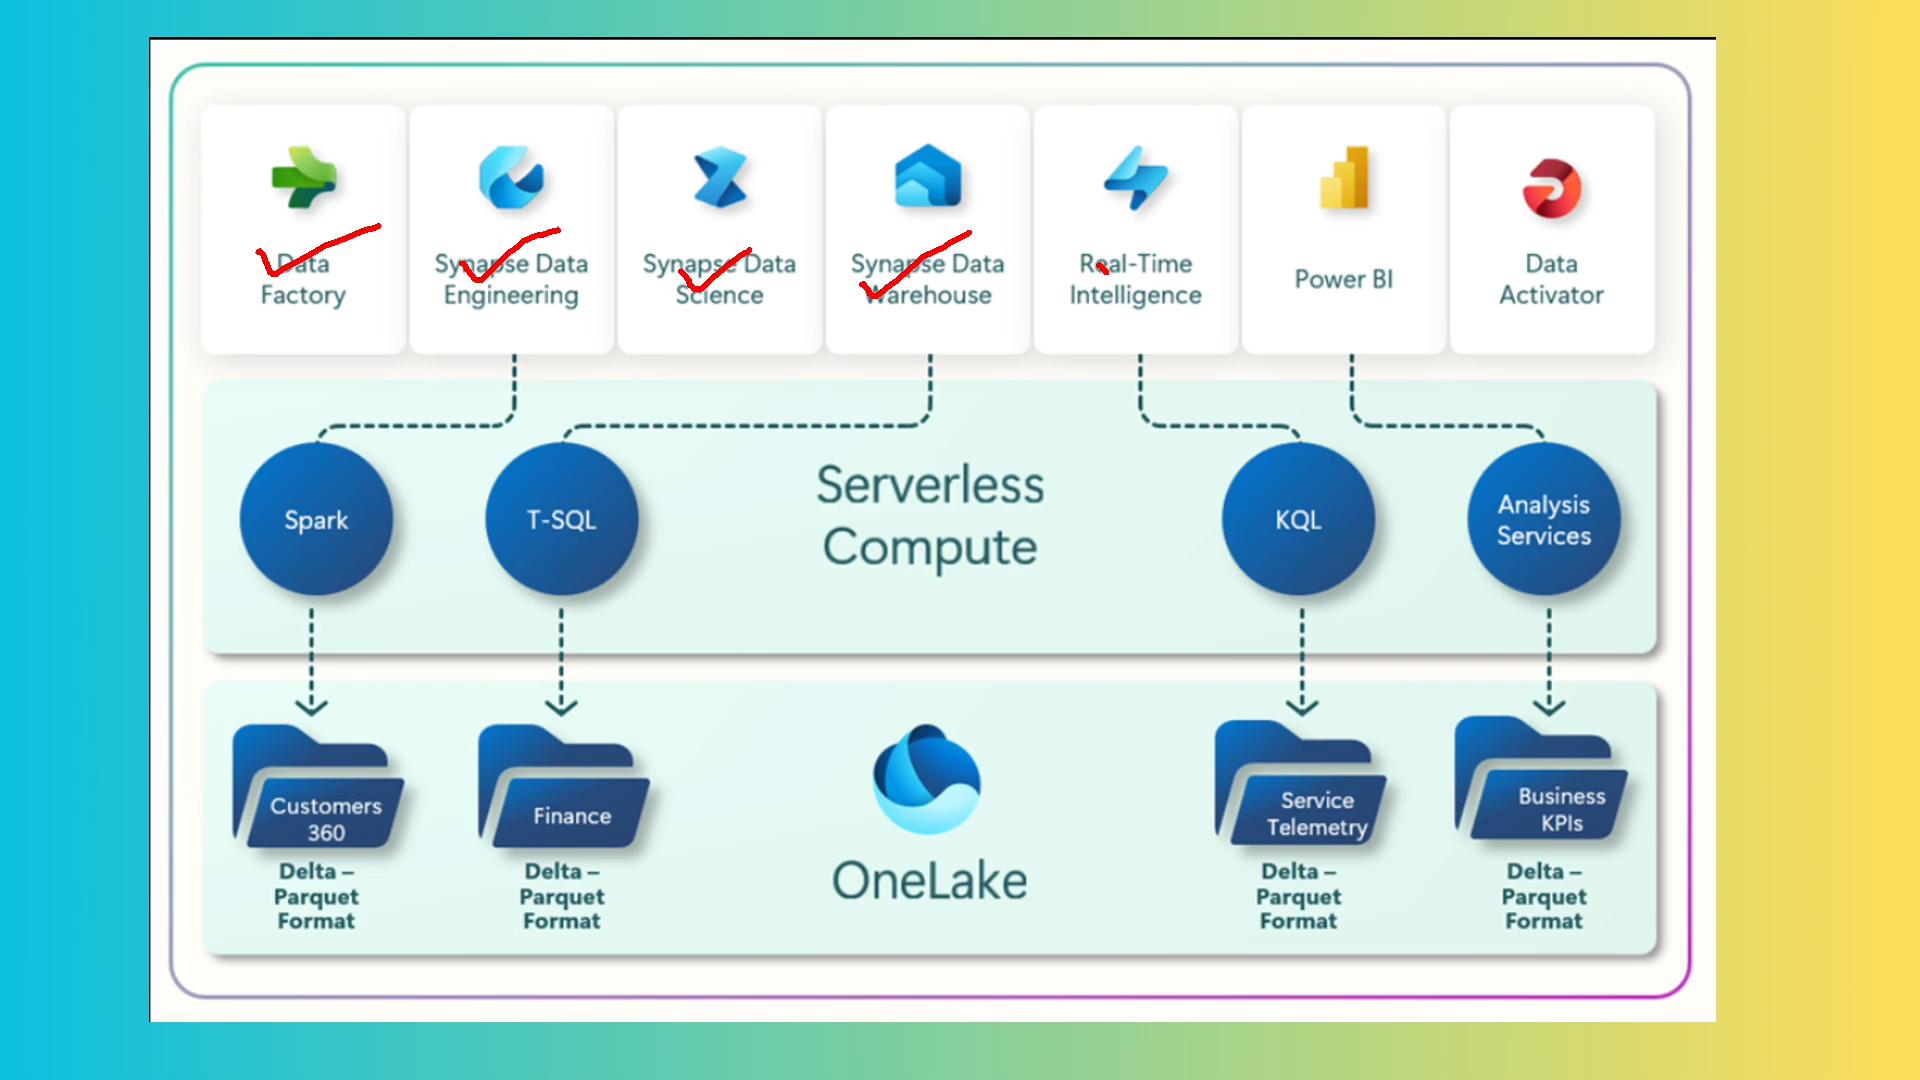 Data
Factory
Synapse Data
Engineering
Synapse Data
Science
Synapse Data
Warehouse
Real-Time
Intelligence
Power BI
Data
Activator
Spark
T-SQL
Serverless
Compute
KQL
Analysis
Services
Customers
360
Delta –
Parquet
Format
Finance
Delta –
Parquet
Format
OneLake
Service
Telemetry
Delta –
Parquet
Format
Business
KPIs
Delta –
Parquet
Format